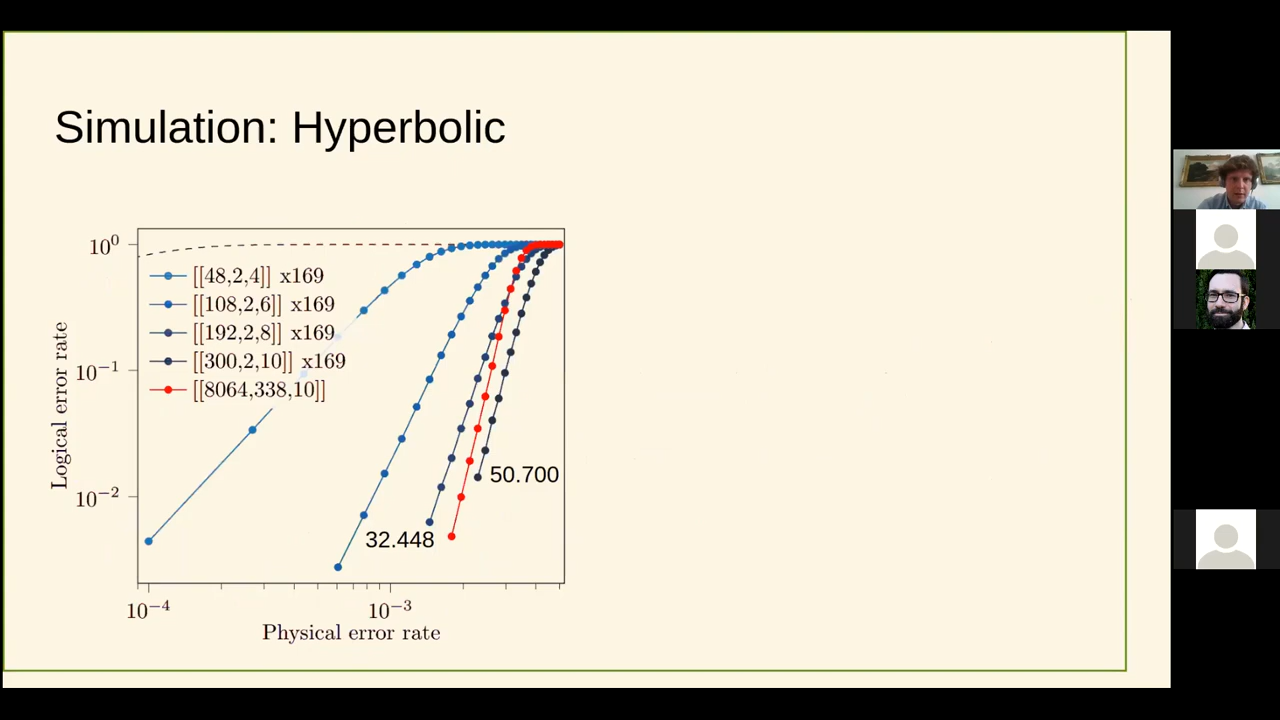 Simulation: Hyperbolic
10⁰
[[48,2,4]] x169
[[108,2,6]] x169
[[192,2,8]] x169
[[300,2,10]] x169
[[8064,338,10]]
10⁻¹
10⁻²
Logical error rate
50.700
32.448
10⁻⁴
10⁻³
Physical error rate